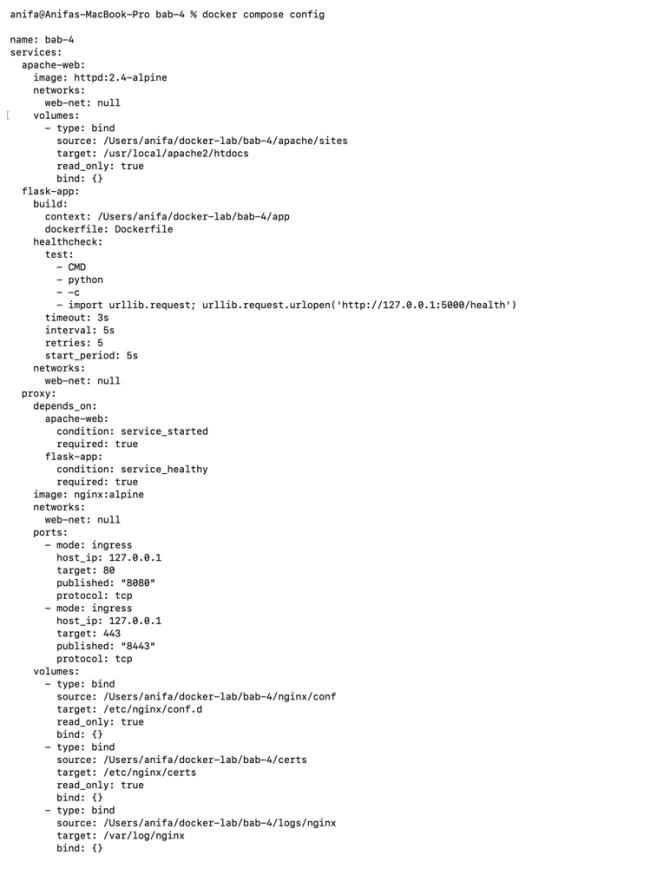 anifa@Anifas-MacBook-Pro bab-4 % docker compose config
name: bab-4
services:
  apache-web:
    image: httpd:2.4-alpine
    networks:
      web-net: null
[    volumes:
      - type: bind
        source: /Users/anifa/docker-lab/bab-4/apache/sites
        target: /usr/local/apache2/htdocs
        read_only: true
        bind: {}
  flask-app:
    build:
      context: /Users/anifa/docker-lab/bab-4/app
      dockerfile: Dockerfile
    healthcheck:
      test:
        - CMD
        - python
        - -c
        - import urllib.request; urllib.request.urlopen('http://127.0.0.1:5000/health')
      timeout: 3s
      interval: 5s
      retries: 5
      start_period: 5s
    networks:
      web-net: null
  proxy:
    depends_on:
      apache-web:
        condition: service_started
        required: true
      flask-app:
        condition: service_healthy
        required: true
    image: nginx:alpine
    networks:
      web-net: null
    ports:
      - mode: ingress
        host_ip: 127.0.0.1
        target: 80
        published: "8080"
        protocol: tcp
      - mode: ingress
        host_ip: 127.0.0.1
        target: 443
        published: "8443"
        protocol: tcp
    volumes:
      - type: bind
        source: /Users/anifa/docker-lab/bab-4/nginx/conf
        target: /etc/nginx/conf.d
        read_only: true
        bind: {}
      - type: bind
        source: /Users/anifa/docker-lab/bab-4/certs
        target: /etc/nginx/certs
        read_only: true
        bind: {}
      - type: bind
        source: /Users/anifa/docker-lab/bab-4/logs/nginx
        target: /var/log/nginx
        bind: {}